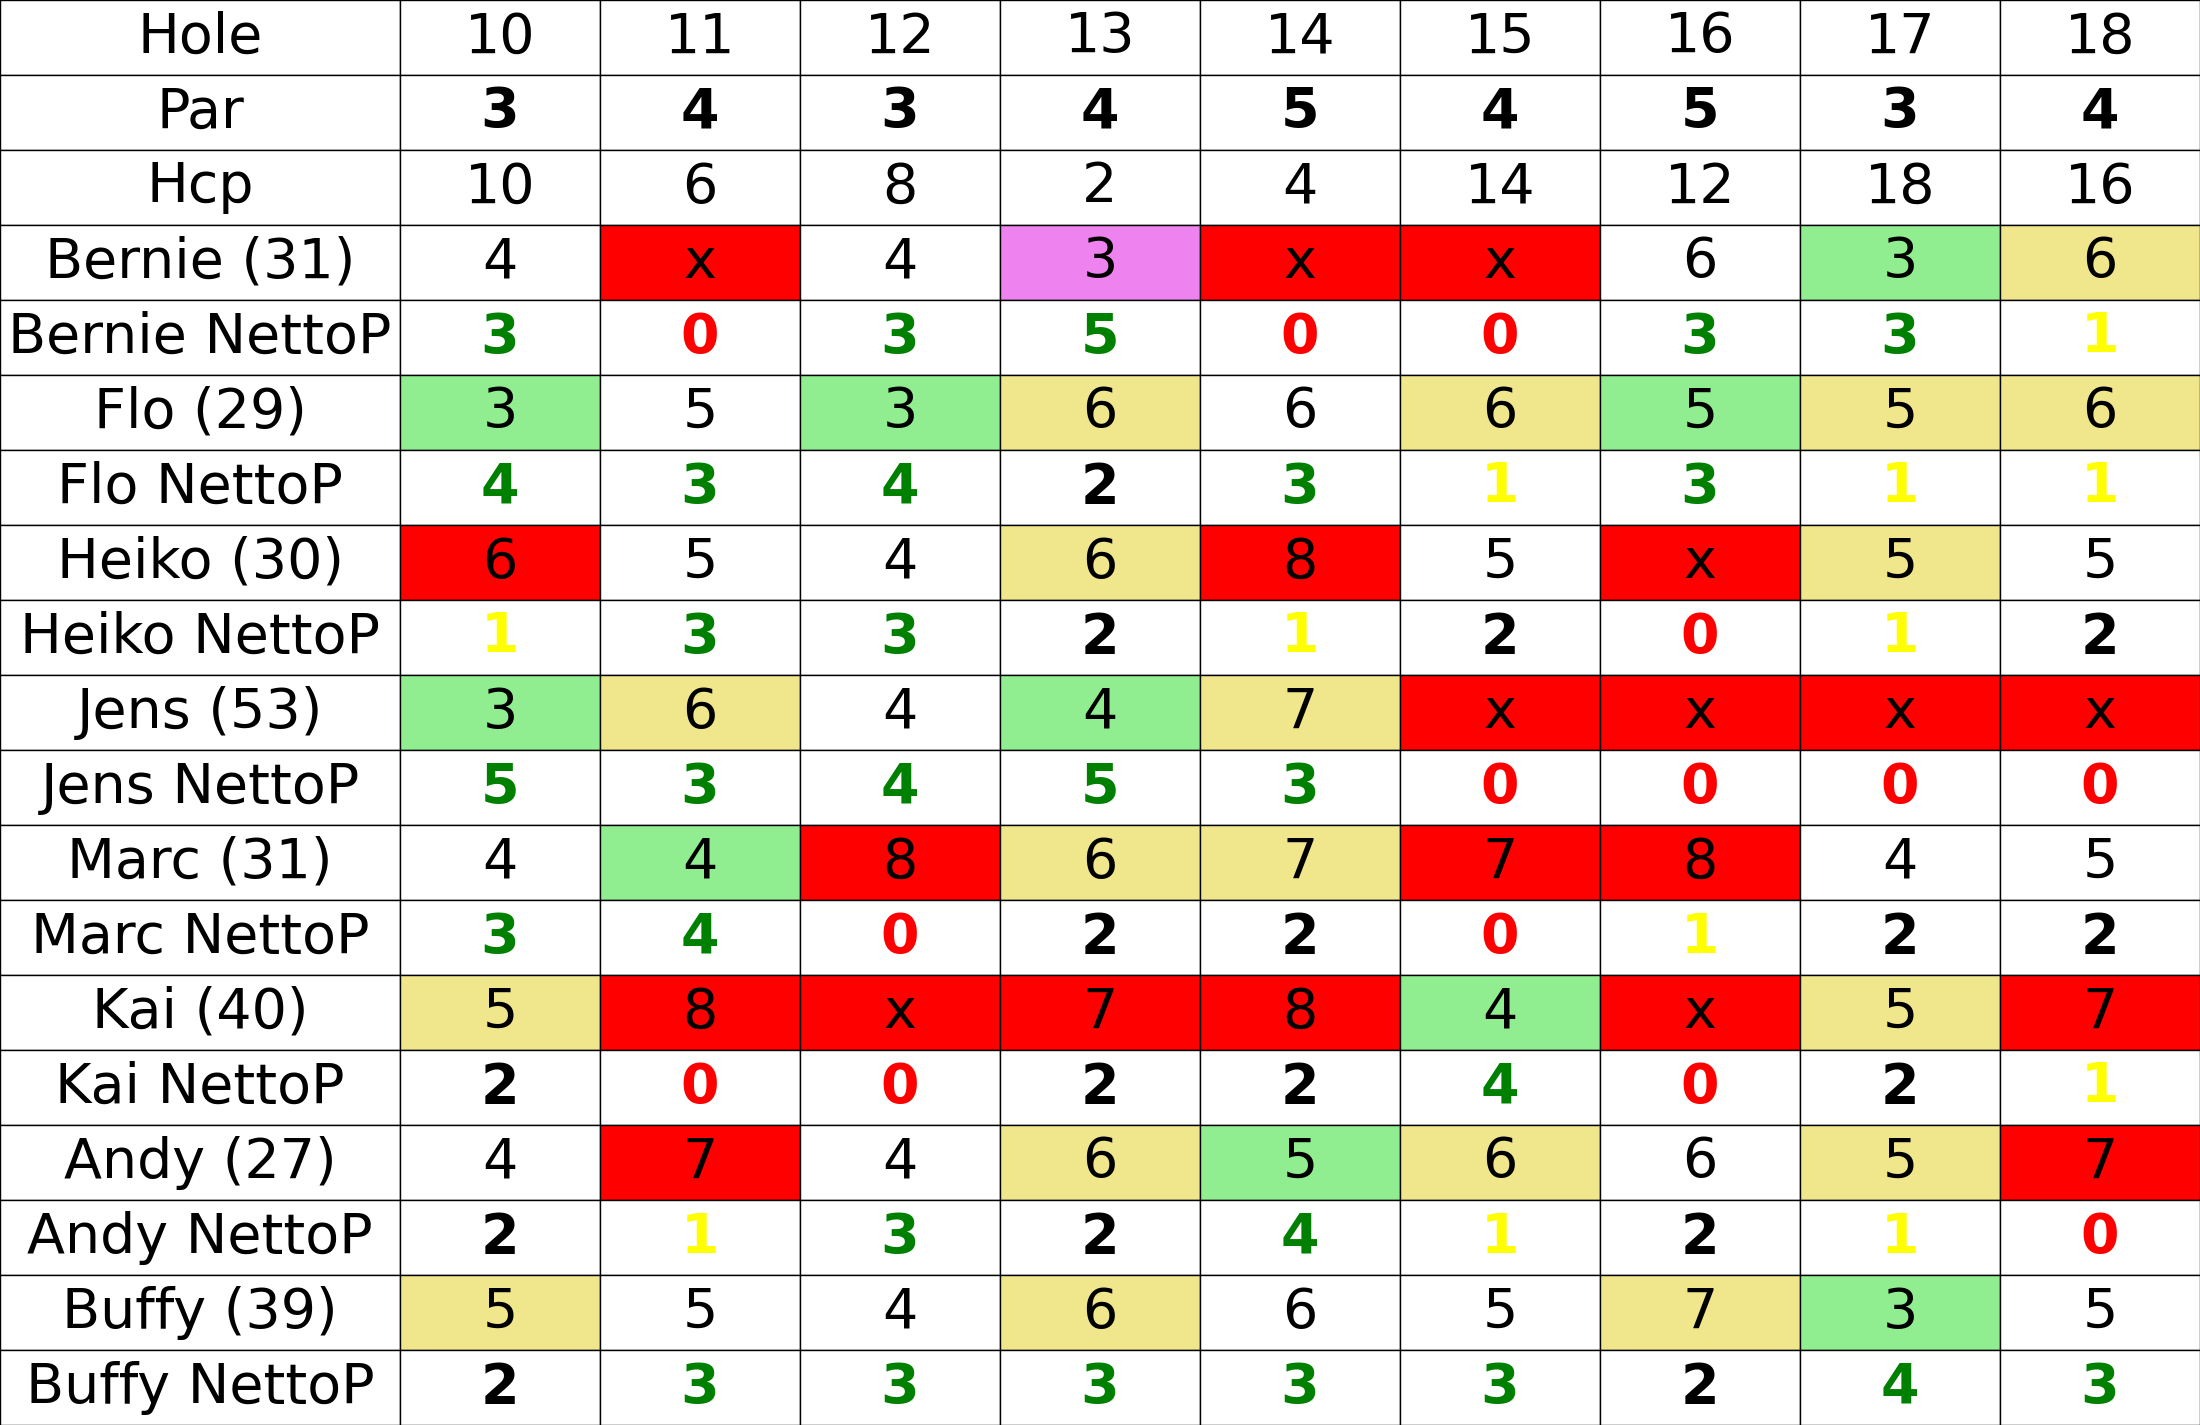 Hole 10 11 12 13 14 15 16 17 18
Par 3 4 3 4 5 4 5 3 4
Hcp 10 6 8 2 4 14 12 18 16
Bernie (31) 4 x 4 3 x x 6 3 6
Bernie NettoP 3 0 3 5 0 0 3 3 1
Flo (29) 3 5 3 6 6 6 5 5 6
Flo NettoP 4 3 4 2 3 1 3 1 1
Heiko (30) 6 5 4 6 8 5 x 5 5
Heiko NettoP 1 3 3 2 1 2 0 1 2
Jens (53) 3 6 4 4 7 x x x x
Jens NettoP 5 3 4 5 3 0 0 0 0
Marc (31) 4 4 8 6 7 7 8 4 5
Marc NettoP 3 4 0 2 2 0 1 2 2
Kai (40) 5 8 x 7 8 4 x 5 7
Kai NettoP 2 0 0 2 2 4 0 2 1
Andy (27) 4 7 4 6 5 6 6 5 7
Andy NettoP 2 1 3 2 4 1 2 1 0
Buffy (39) 5 5 4 6 6 5 7 3 5
Buffy NettoP 2 3 3 3 3 3 2 4 3